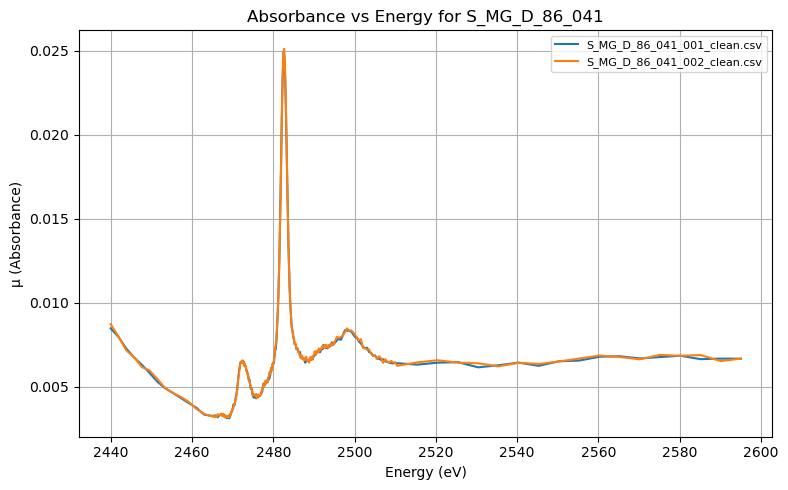 Absorbance vs Energy for S_MG_D_86_041
S_MG_D_86_041_001_clean.csv
S_MG_D_86_041_002_clean.csv
0.025
0.020
0.015
0.010
0.005
μ (Absorbance)
2440 2460 2480 2500 2520 2540 2560 2580 2600
Energy (eV)